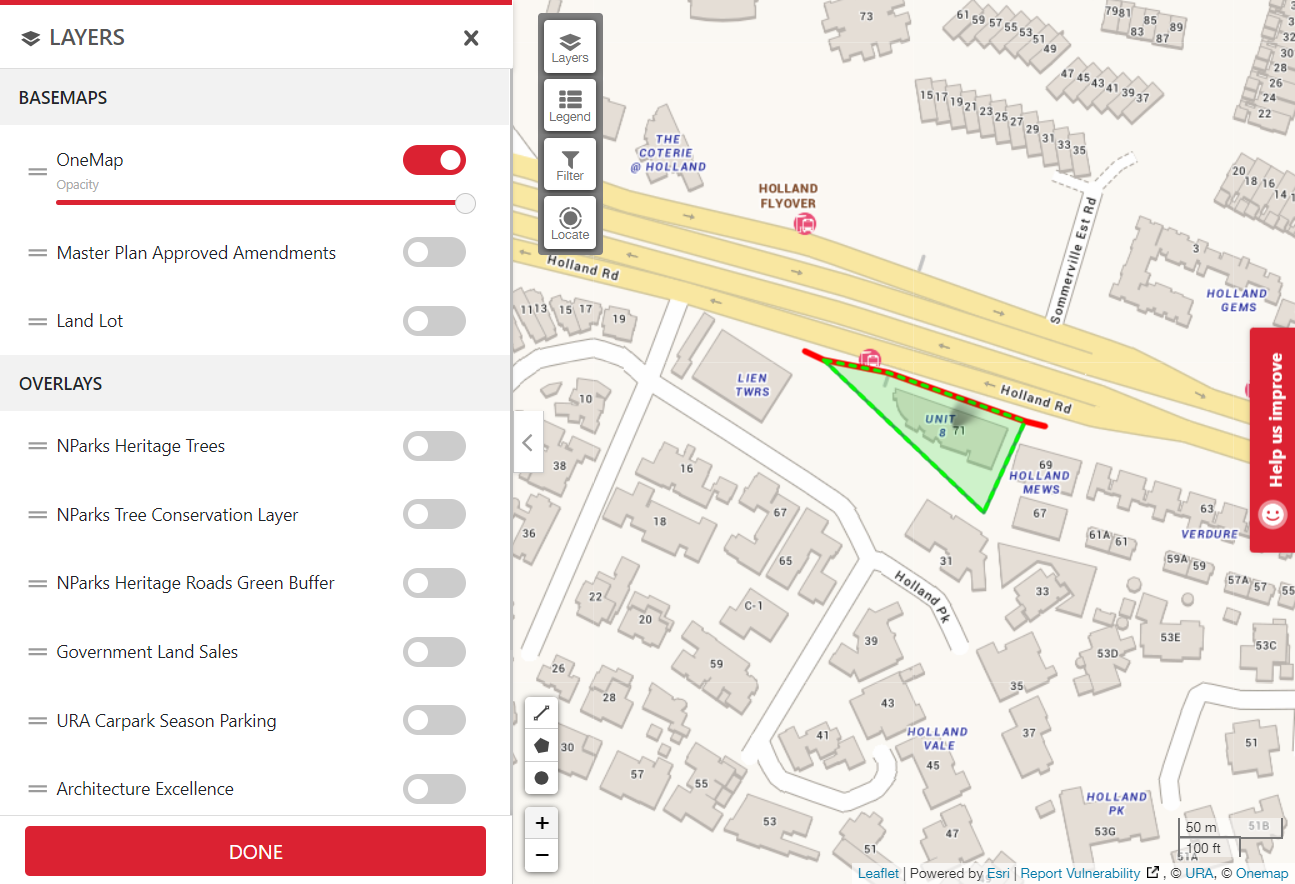 LAYERS
BASEMAPS
OneMap
Opacity
Master Plan Approved Amendments
Land Lot
OVERLAYS
NParks Heritage Trees
NParks Tree Conservation Layer
NParks Heritage Roads Green Buffer
Government Land Sales
URA Carpark Season Parking
Architecture Excellence
DONE
Layers
Legend
Filter
Locate
73
61 59 57 55 53 51 49
79 81 85 89
83 87
47 45 43 41 39 37
15 17 19 21 23 25 27 29 31 33 35
30
28
26
24
22
32
20 18 16 14
THE
COTERIE
@ HOLLAND
HOLLAND
FLYOVER
Sommerville Est Rd
3
HOLLAND
GEMS
Holland Rd
11 13 15 17 19
LIEN
TWRS
Holland Rd
UNIT
8 71
69
HOLLAND
MEWS
67
63
VERDURE
61A 61
59A 59
57A 57 55
10
38
36
16
18
67
65
22
20
C-1
59
26
28
30
57
55
53
31
Holland Pk
33
39
35
43
41
37
HOLLAND
VALE
45
47
51
53E
53D
53C
51
HOLLAND
PK
53G
51B
51A
50 m
100 ft
+
−
Help us improve
Leaflet | Powered by Esri | Report Vulnerability , © URA, © Onemap